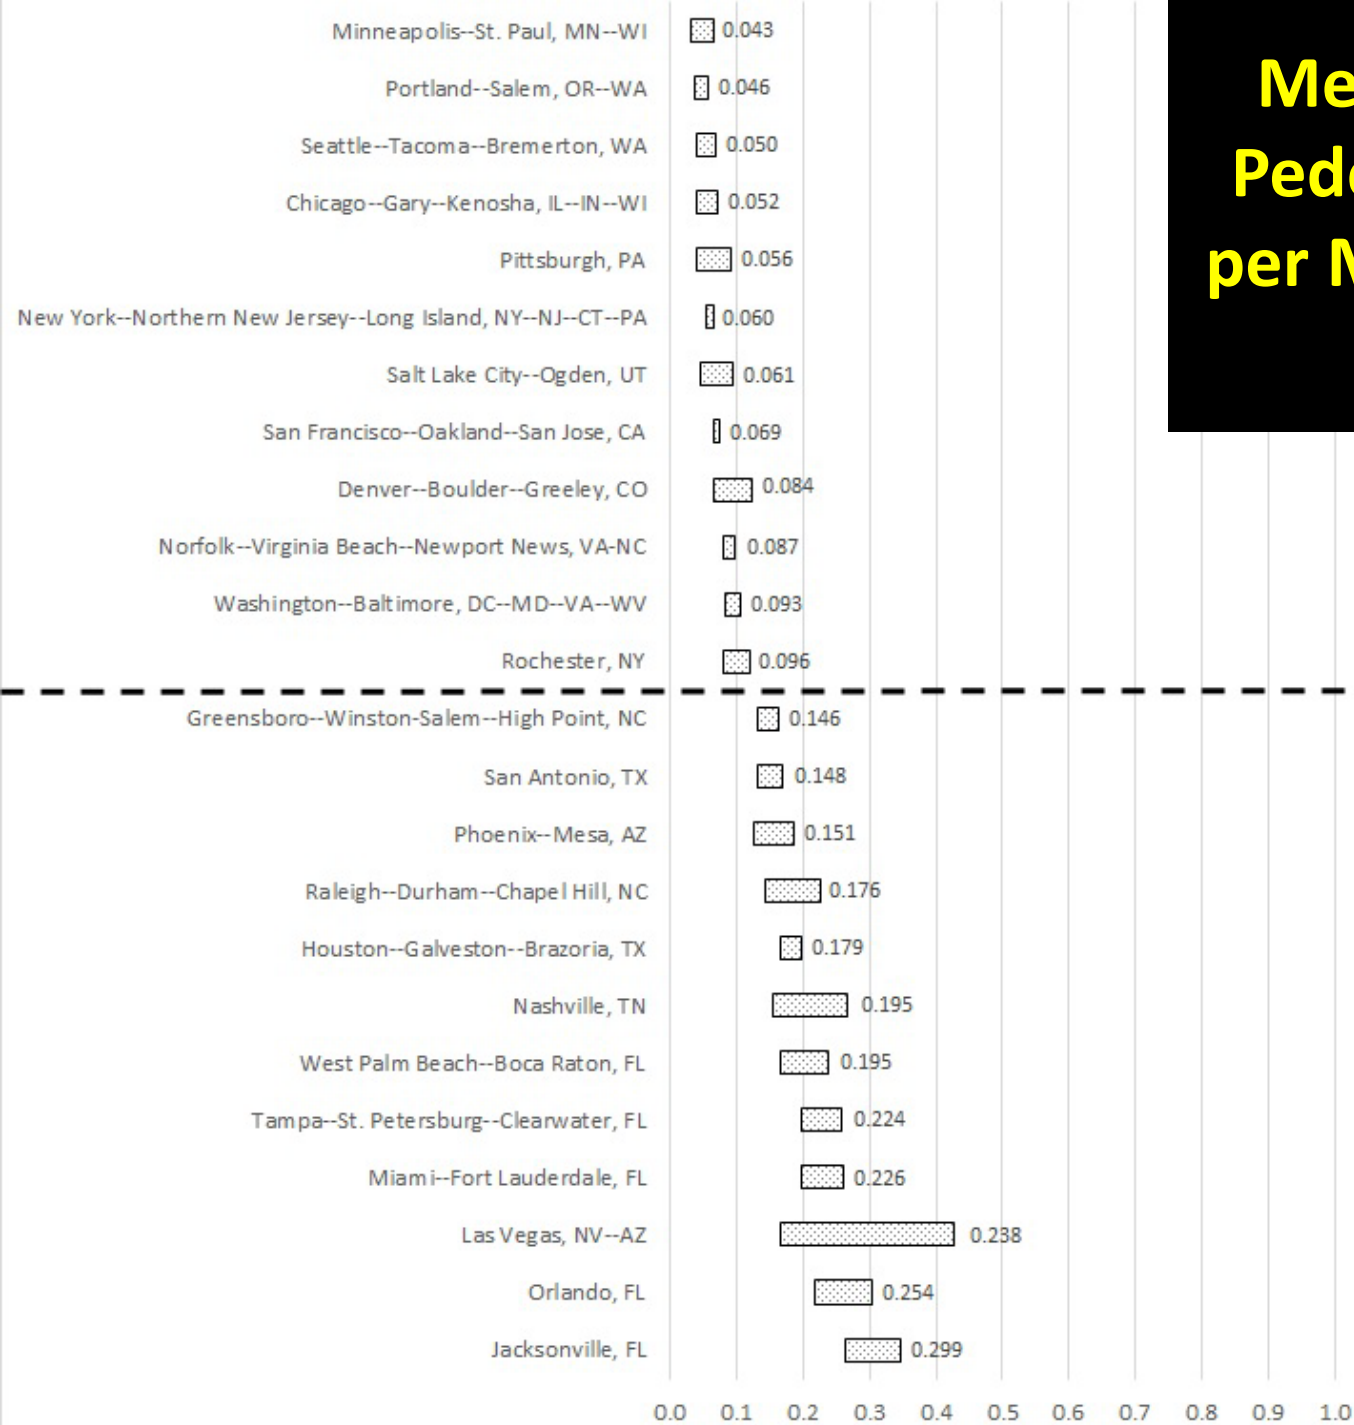 Minneapolis--St. Paul, MN--WI 0.043
Portland--Salem, OR--WA 0.046
Seattle--Tacoma--Bremerton, WA 0.050
Chicago--Gary--Kenosha, IL--IN--WI 0.052
Pittsburgh, PA 0.056
New York--Northern New Jersey--Long Island, NY--NJ--CT--PA 0.060
Salt Lake City--Ogden, UT 0.061
San Francisco--Oakland--San Jose, CA 0.069
Denver--Boulder--Greeley, CO 0.084
Norfolk--Virginia Beach--Newport News, VA-NC 0.087
Washington--Baltimore, DC--MD--VA--WV 0.093
Rochester, NY 0.096
Greensboro--Winston-Salem--High Point, NC 0.146
San Antonio, TX 0.148
Phoenix--Mesa, AZ 0.151
Raleigh--Durham--Chapel Hill, NC 0.176
Houston--Galveston--Brazoria, TX 0.179
Nashville, TN 0.195
West Palm Beach--Boca Raton, FL 0.195
Tampa--St. Petersburg--Clearwater, FL 0.224
Miami--Fort Lauderdale, FL 0.226
Las Vegas, NV--AZ 0.238
Orlando, FL 0.254
Jacksonville, FL 0.299
0.0 0.1 0.2 0.3 0.4 0.5 0.6 0.7 0.8 0.9 1.0
per